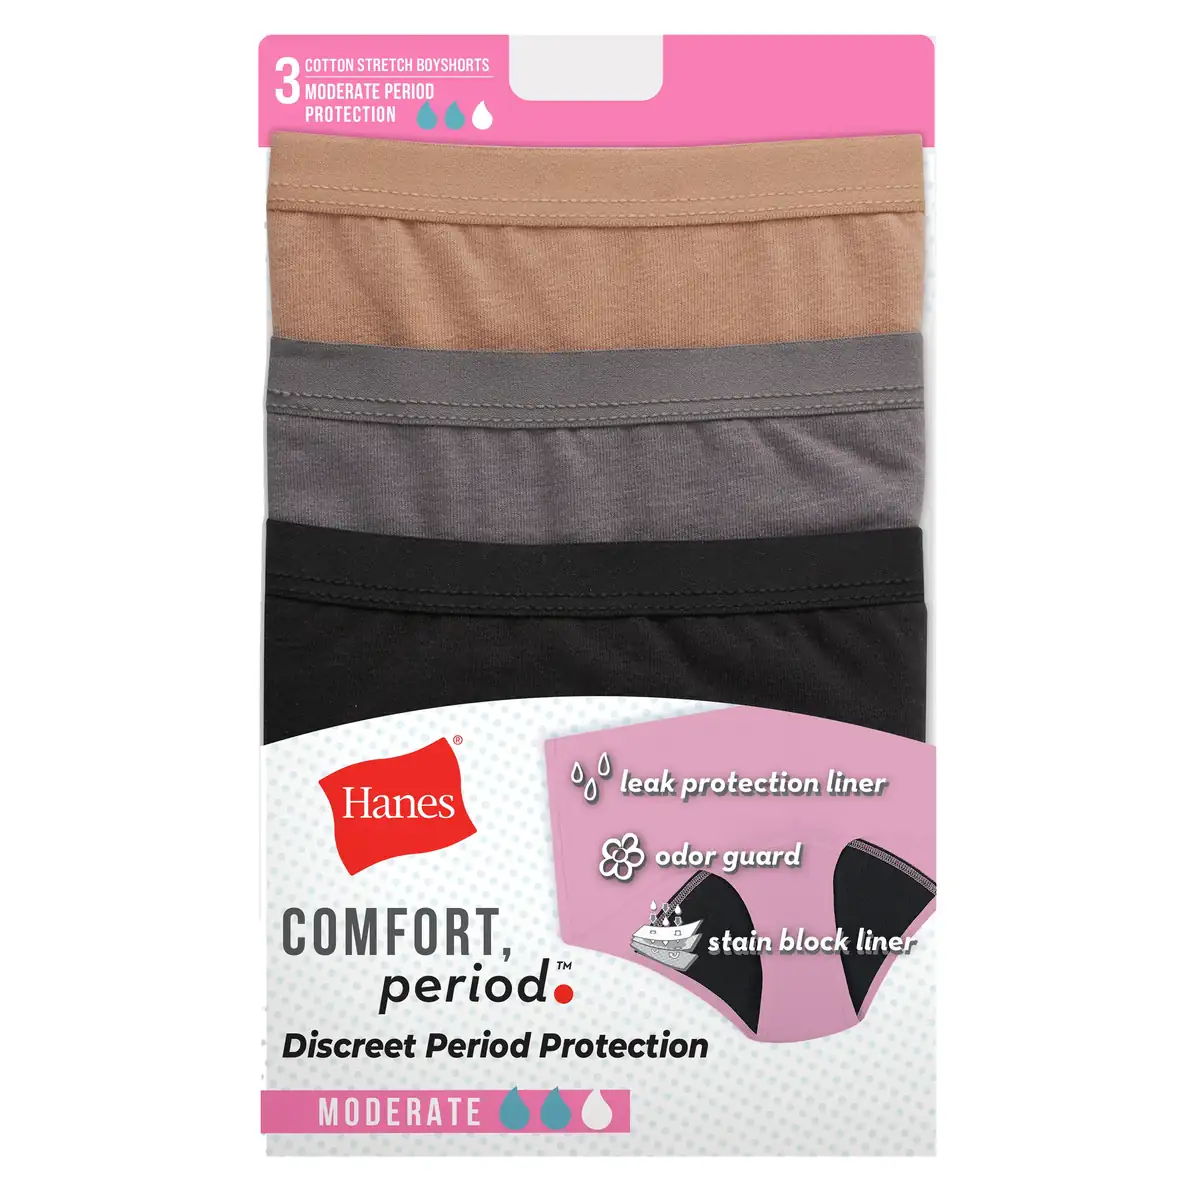 3 COTTON STRETCH BOYSHORTS
MODERATE PERIOD
PROTECTION
Hanes®
leak protection liner
odor guard
stain block liner
COMFORT,
period.™
Discreet Period Protection
MODERATE